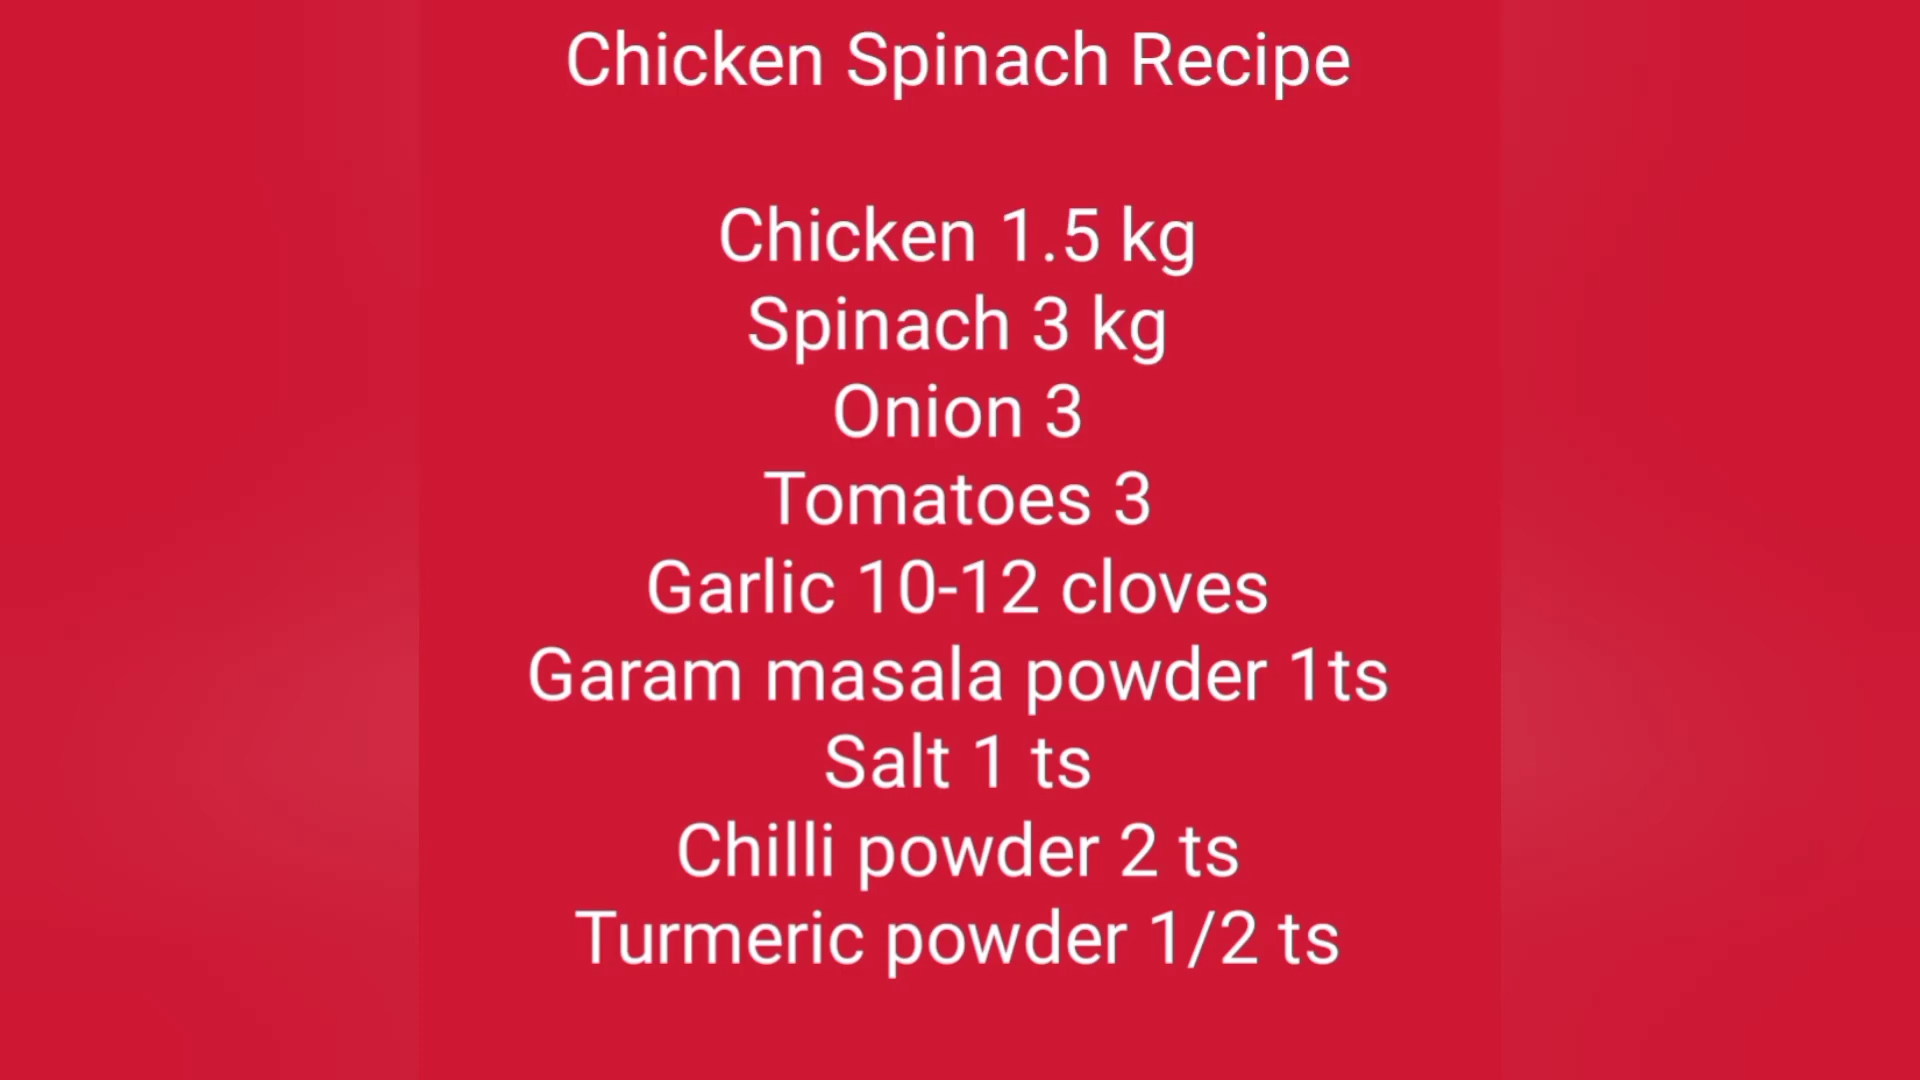 Chicken Spinach Recipe
Chicken 1.5 kg
Spinach 3 kg
Onion 3
Tomatoes 3
Garlic 10-12 cloves
Garam masala powder 1ts
Salt 1 ts
Chilli powder 2 ts
Turmeric powder 1/2 ts